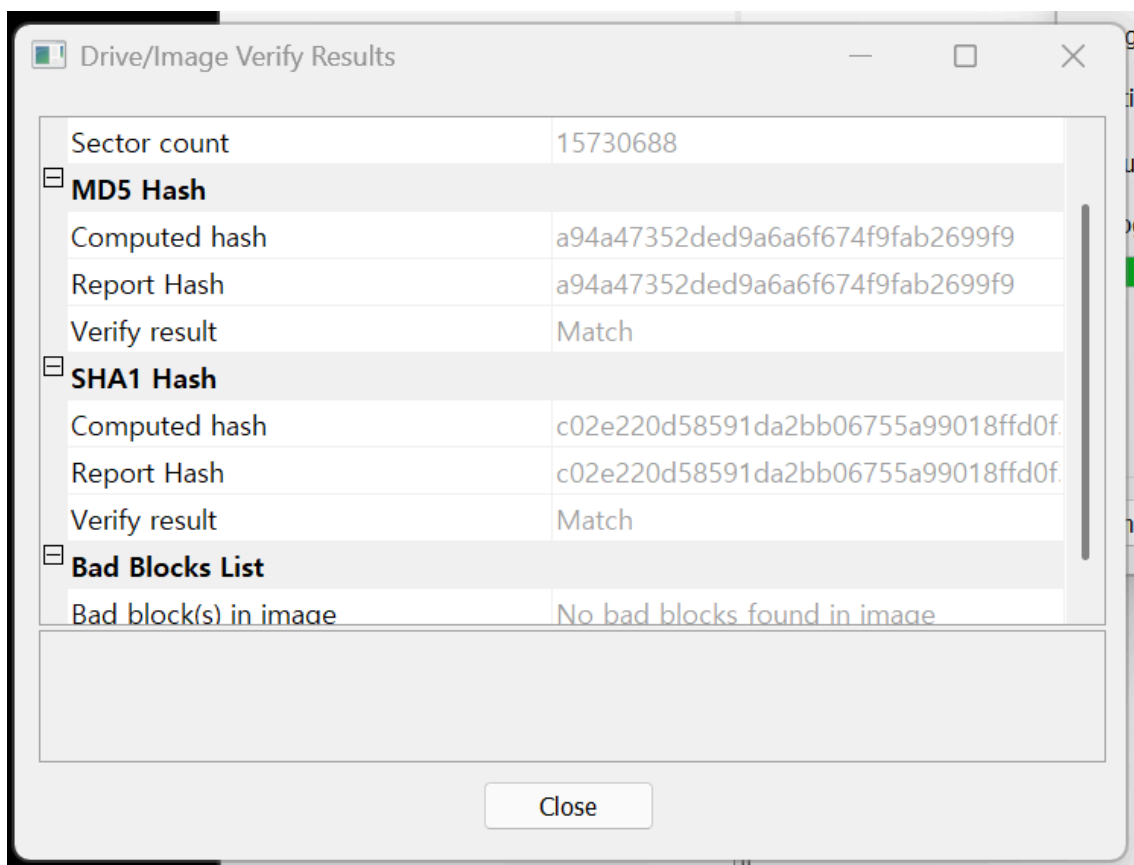 Drive/Image Verify Results
Sector count 15730688
MD5 Hash
Computed hash a94a47352ded9a6a6f674f9fab2699f9
Report Hash a94a47352ded9a6a6f674f9fab2699f9
Verify result Match
SHA1 Hash
Computed hash c02e220d58591da2bb06755a99018ffd0f.
Report Hash c02e220d58591da2bb06755a99018ffd0f.
Verify result Match
Bad Blocks List
Bad block(s) in image No bad blocks found in image
Close